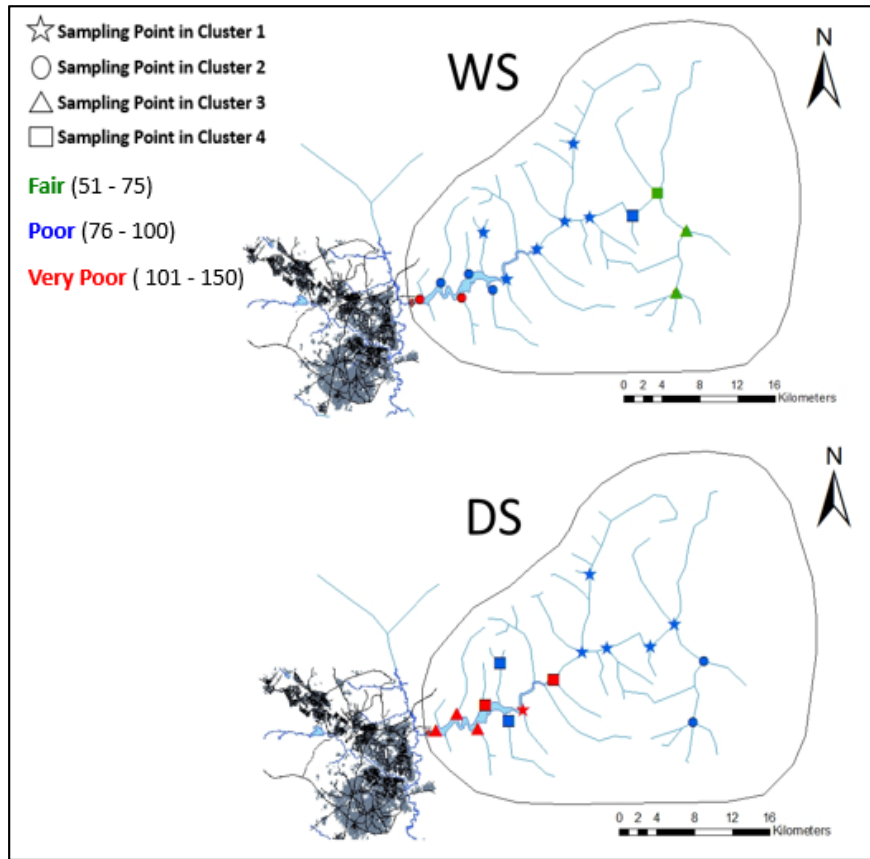 Sampling Point in Cluster 1
Sampling Point in Cluster 2
Sampling Point in Cluster 3
Sampling Point in Cluster 4
Fair (51 - 75)
Poor (76 - 100)
Very Poor ( 101 - 150)
WS
N
0 2 4 8 12 16
Kilometers
DS
N
0 2 4 8 12 16
Kilometers